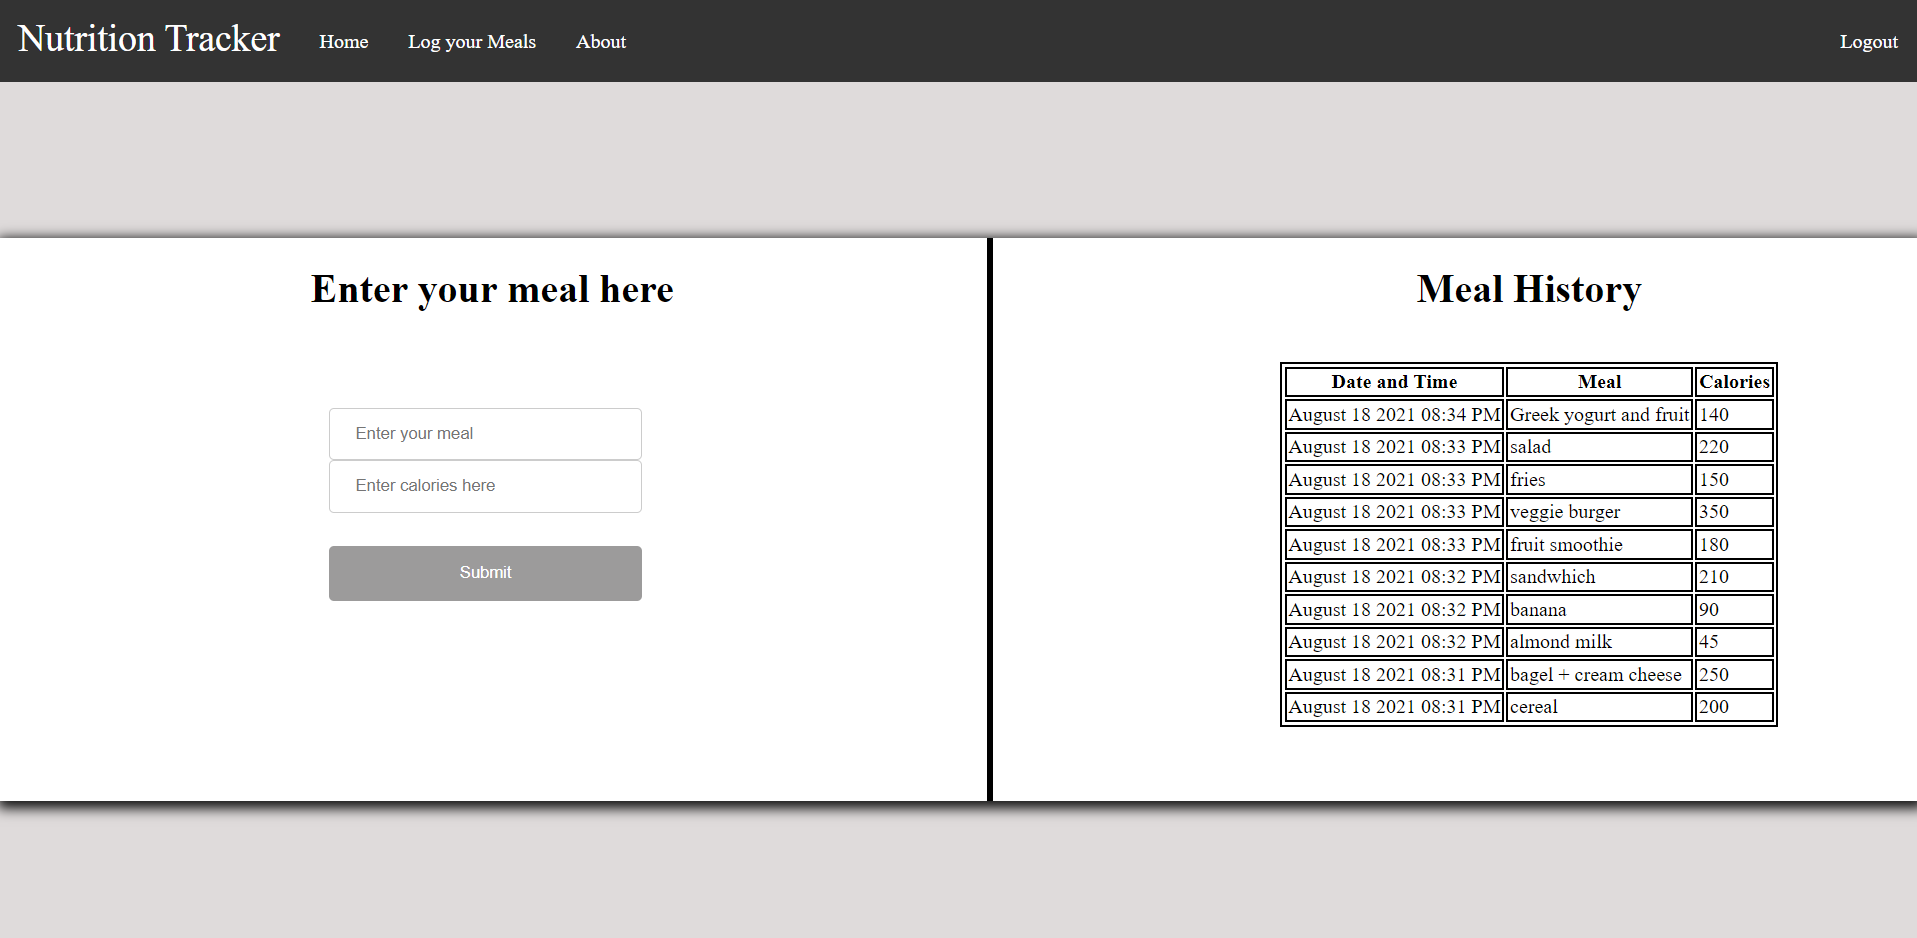 Nutrition Tracker Home Log your Meals About Logout
Enter your meal here
Enter your meal
Enter calories here
Submit
Meal History
Date and Time Meal Calories
August 18 2021 08:34 PM Greek yogurt and fruit 140
August 18 2021 08:33 PM salad 220
August 18 2021 08:33 PM fries 150
August 18 2021 08:33 PM veggie burger 350
August 18 2021 08:33 PM fruit smoothie 180
August 18 2021 08:32 PM sandwhich 210
August 18 2021 08:32 PM banana 90
August 18 2021 08:32 PM almond milk 45
August 18 2021 08:31 PM bagel + cream cheese 250
August 18 2021 08:31 PM cereal 200